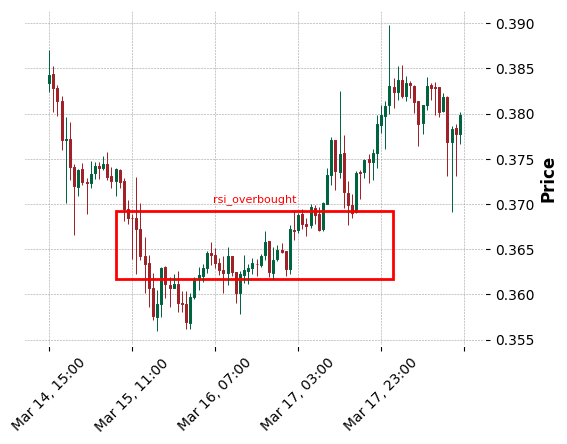 0.390
0.385
0.380
0.375
0.370
0.365
0.360
0.355
Price
rsi_overbought
Mar 14, 15:00
Mar 15, 11:00
Mar 16, 07:00
Mar 17, 03:00
Mar 17, 23:00